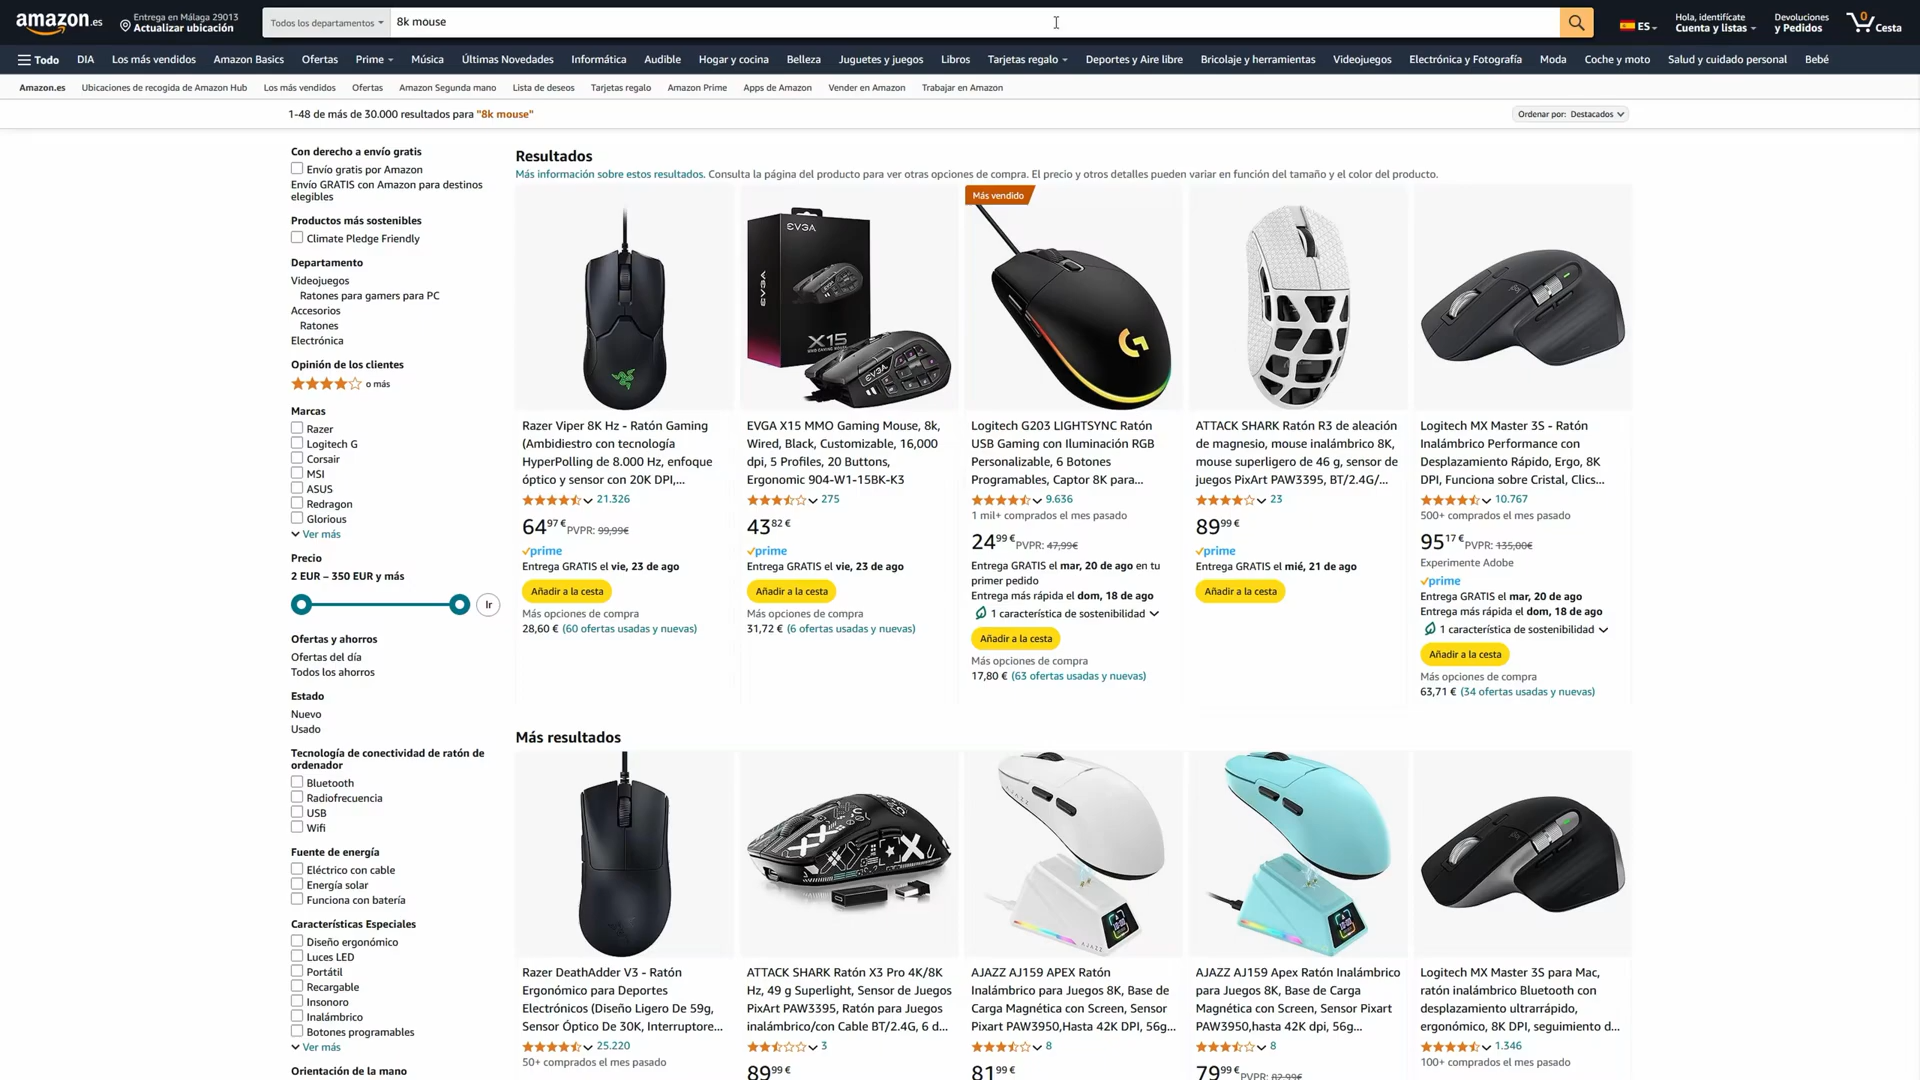 amazon.es
Entrega en Málaga 29013
Actualizar ubicación
Todos los departamentos
8k mouse
ES
Hola, identifícate
Cuenta y listas
Devoluciones
y Pedidos
0
Cesta
Todo
DIA
Los más vendidos
Amazon Basics
Ofertas
Prime
Música
Últimas Novedades
Informática
Audible
Hogar y cocina
Belleza
Juguetes y juegos
Libros
Tarjetas regalo
Deportes y Aire libre
Bricolaje y herramientas
Videojuegos
Electrónica y Fotografía
Moda
Coche y moto
Salud y cuidado personal
Bebé
Amazon.es
Ubicaciones de recogida de Amazon Hub
Los más vendidos
Ofertas
Amazon Segunda mano
Lista de deseos
Tarjetas regalo
Amazon Prime
Apps de Amazon
Vender en Amazon
Trabajar en Amazon
1-48 de más de 30.000 resultados para "8k mouse"
Ordenar por: Destacados
Con derecho a envío gratis
Envío gratis por Amazon
Envío GRATIS con Amazon para destinos
elegibles
Productos más sostenibles
Climate Pledge Friendly
Departamento
Videojuegos
Ratones para gamers para PC
Accesorios
Ratones
Electrónica
Opinión de los clientes
o más
Marcas
Razer
Logitech G
Corsair
MSI
ASUS
Redragon
Glorious
Ver más
Precio
2 EUR – 350 EUR y más
Ir
Ofertas y ahorros
Ofertas del día
Todos los ahorros
Estado
Nuevo
Usado
Tecnología de conectividad de ratón de
ordenador
Bluetooth
Radiofrecuencia
USB
Wifi
Fuente de energía
Eléctrico con cable
Energía solar
Funciona con batería
Características Especiales
Diseño ergonómico
Luces LED
Portátil
Recargable
Insonoro
Inalámbrico
Botones programables
Ver más
Orientación de la mano
Resultados
Más información sobre estos resultados. Consulta la página del producto para ver otras opciones de compra. El precio y otros detalles pueden variar en función del tamaño y el color del producto.
Razer Viper 8K Hz - Ratón Gaming
(Ambidiestro con tecnología
HyperPolling de 8.000 Hz, enfoque
óptico y sensor con 20K DPI,...
21.326
64,97 € PVPR: 99,99€
prime
Entrega GRATIS el vie, 23 de ago
Añadir a la cesta
Más opciones de compra
28,60 € (60 ofertas usadas y nuevas)
EVGA
EVGA
X15
EVGA
EVGA X15 MMO Gaming Mouse, 8k,
Wired, Black, Customizable, 16,000
dpi, 5 Profiles, 20 Buttons,
Ergonomic 904-W1-15BK-K3
275
43,82 €
prime
Entrega GRATIS el vie, 23 de ago
Añadir a la cesta
Más opciones de compra
31,72 € (6 ofertas usadas y nuevas)
Más vendido
Logitech G203 LIGHTSYNC Ratón
USB Gaming con Iluminación RGB
Personalizable, 6 Botones
Programables, Captor 8K para...
9.636
1 mil+ comprados el mes pasado
24,99 € PVPR: 47,99€
Entrega GRATIS el mar, 20 de ago en tu
primer pedido
Entrega más rápida el dom, 18 de ago
1 característica de sostenibilidad
Añadir a la cesta
Más opciones de compra
17,80 € (63 ofertas usadas y nuevas)
ATTACK SHARK Ratón R3 de aleación
de magnesio, mouse inalámbrico 8K,
mouse superligero de 46 g, sensor de
juegos PixArt PAW3395, BT/2.4G/...
23
89,99 €
prime
Entrega GRATIS el mié, 21 de ago
Añadir a la cesta
Logitech MX Master 3S - Ratón
Inalámbrico Performance con
Desplazamiento Rápido, Ergo, 8K
DPI, Funciona sobre Cristal, Clics...
10.767
500+ comprados el mes pasado
95,17 € PVPR: 135,00€
Experimente Adobe
prime
Entrega GRATIS el mar, 20 de ago
Entrega más rápida el dom, 18 de ago
1 característica de sostenibilidad
Añadir a la cesta
Más opciones de compra
63,71 € (34 ofertas usadas y nuevas)
Más resultados
Razer DeathAdder V3 - Ratón
Ergonómico para Deportes
Electrónicos (Diseño Ligero De 59g,
Sensor Óptico De 30K, Interruptore...
25.220
50+ comprados el mes pasado
ATTACK SHARK Ratón X3 Pro 4K/8K
Hz, 49 g Superlight, Sensor de Juegos
PixArt PAW3395, Ratón para Juegos
inalámbrico/con Cable BT/2.4G, 6 d...
3
89,99 €
AJAZZ
AJAZZ AJ159 APEX Ratón
Inalámbrico para Juegos 8K, Base de
Carga Magnética con Screen, Sensor
Pixart PAW3950,Hasta 42K DPI, 56g...
8
81,99 €
AJAZZ AJ159 Apex Ratón Inalámbrico
para Juegos 8K, Base de Carga
Magnética con Screen, Sensor Pixart
PAW3950,hasta 42K dpi, 56g...
8
79,99 € PVPR: 82,99€
Logitech MX Master 3S para Mac,
ratón inalámbrico Bluetooth con
desplazamiento ultrarrápido,
ergonómico, 8K DPI, seguimiento d...
1.346
100+ comprados el mes pasado